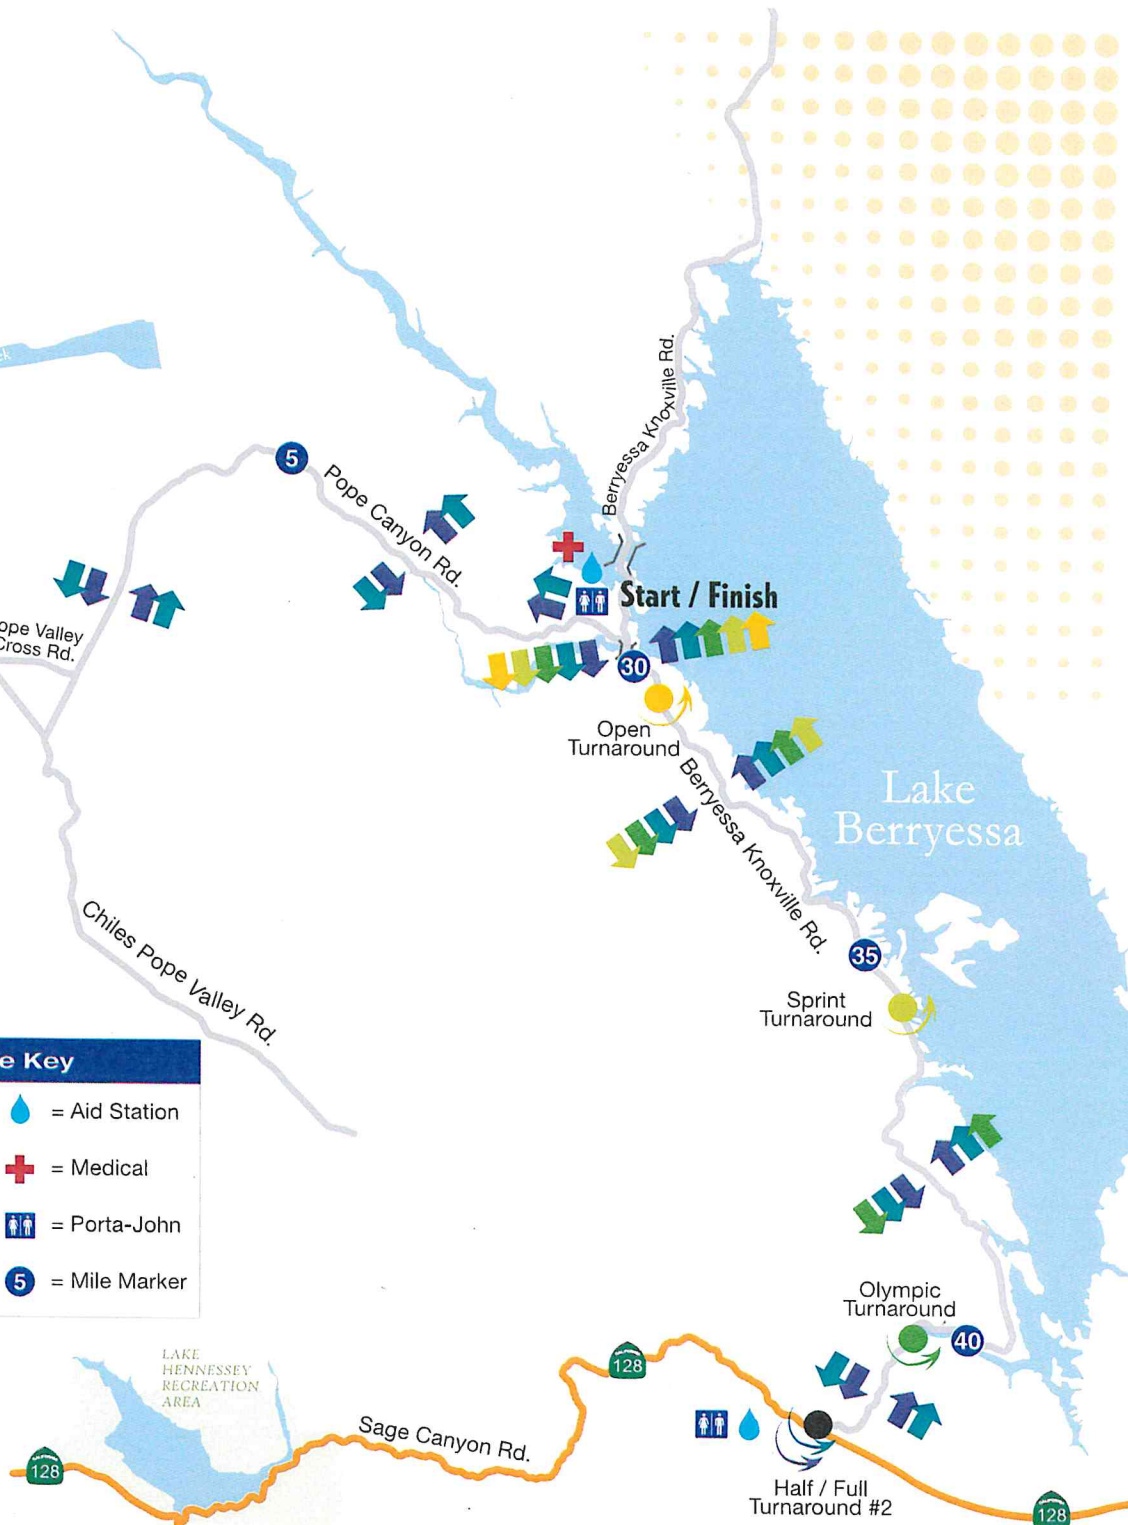 Berryessa Knoxville Rd.
5
Pope Canyon Rd.
Start / Finish
ope Valley
Cross Rd.
30
Open
Turnaround
Berryessa Knoxville Rd.
Lake
Berryessa
Chiles Pope Valley Rd.
35
Sprint
Turnaround
e Key
= Aid Station
= Medical
= Porta-John
5 = Mile Marker
Olympic
Turnaround
40
LAKE
HENNESSEY
RECREATION
AREA
128
Sage Canyon Rd.
128
Half / Full
Turnaround #2
128